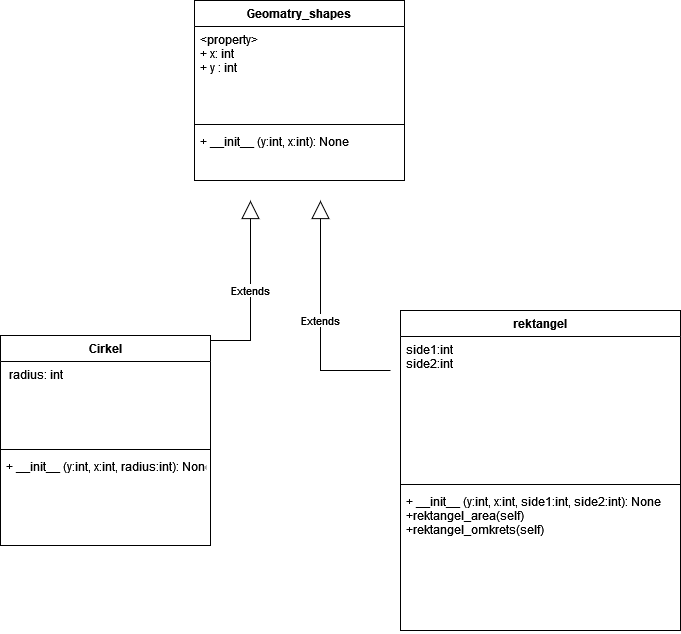 Geomatry_shapes
<property>
+ x: int
+ y : int
+ __init__ (y:int, x:int): None
Extends
Extends
Cirkel
radius: int
+ __init__ (y:int, x:int, radius:int): Non
rektangel
side1:int
side2:int
+ __init__ (y:int, x:int, side1:int, side2:int): None
+rektangel_area(self)
+rektangel_omkrets(self)